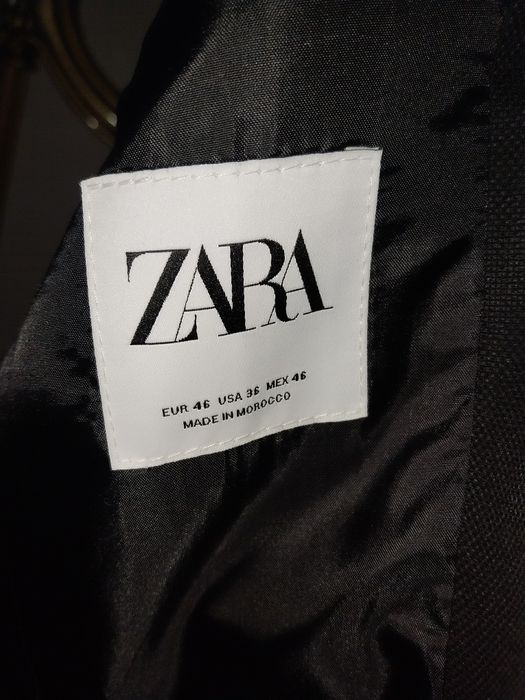 ZARA
EUR 46 USA 36 MEX 46
MADE IN MOROCCO